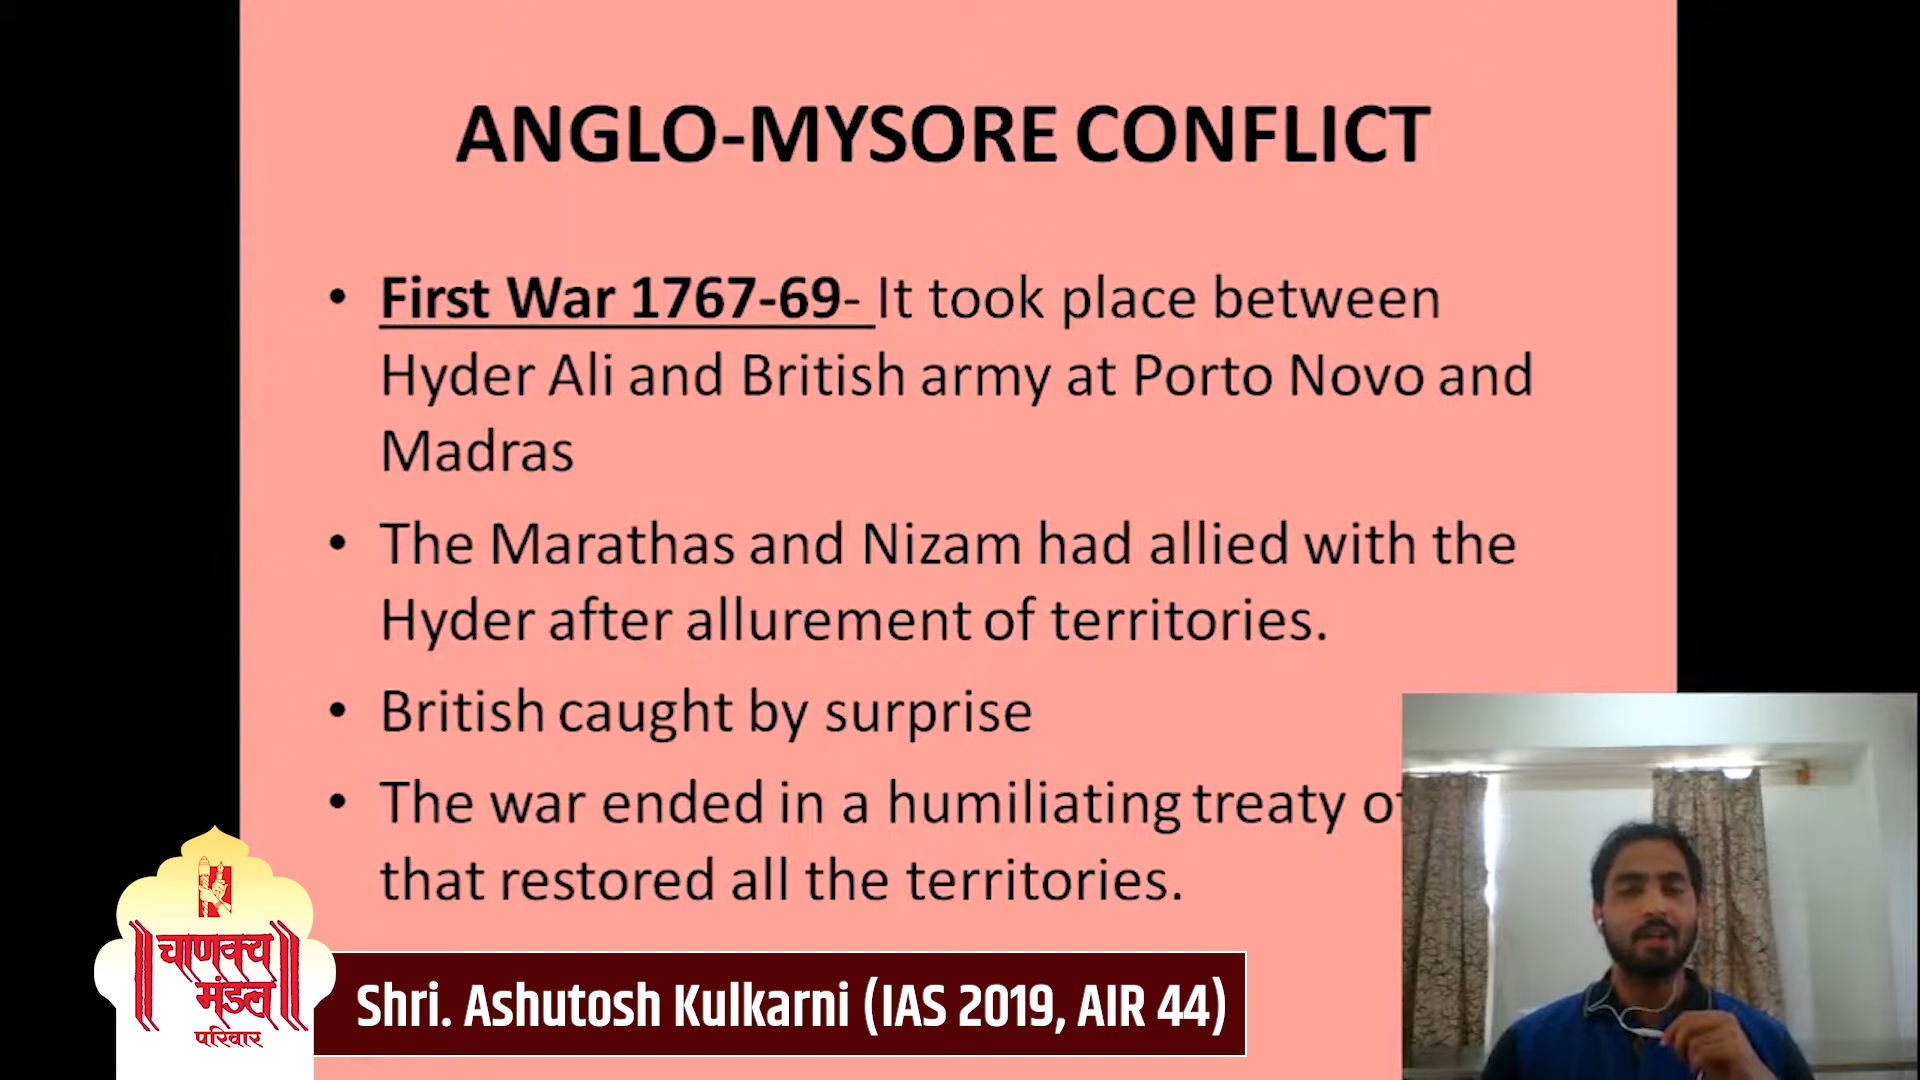 ANGLO-MYSORE CONFLICT
• First War 1767-69- It took place between
Hyder Ali and British army at Porto Novo and
Madras
• The Marathas and Nizam had allied with the
Hyder after allurement of territories.
• British caught by surprise
• The war ended in a humiliating treaty of
that restored all the territories.
चाणक्य
मंडल
परिवार
Shri. Ashutosh Kulkarni (IAS 2019, AIR 44)